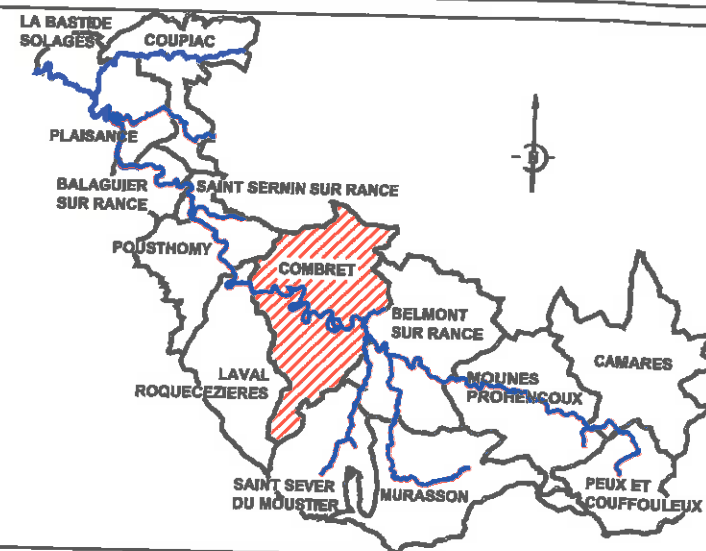 LA BASTIDE
SOLAGES
COUPIAC
PLAISANCE
BALAGUIER
SUR RANCE
SAINT SERNIN SUR RANCE
POUSTHOMY
COMBRET
BELMONT
SUR RANCE
CAMARES
LAVAL
ROQUECEZIERES
MOUNES
PROHENCOUX
SAINT SEVER
DU MOUSTIER
MURASSON
PEUX ET
COUFFOULEUX